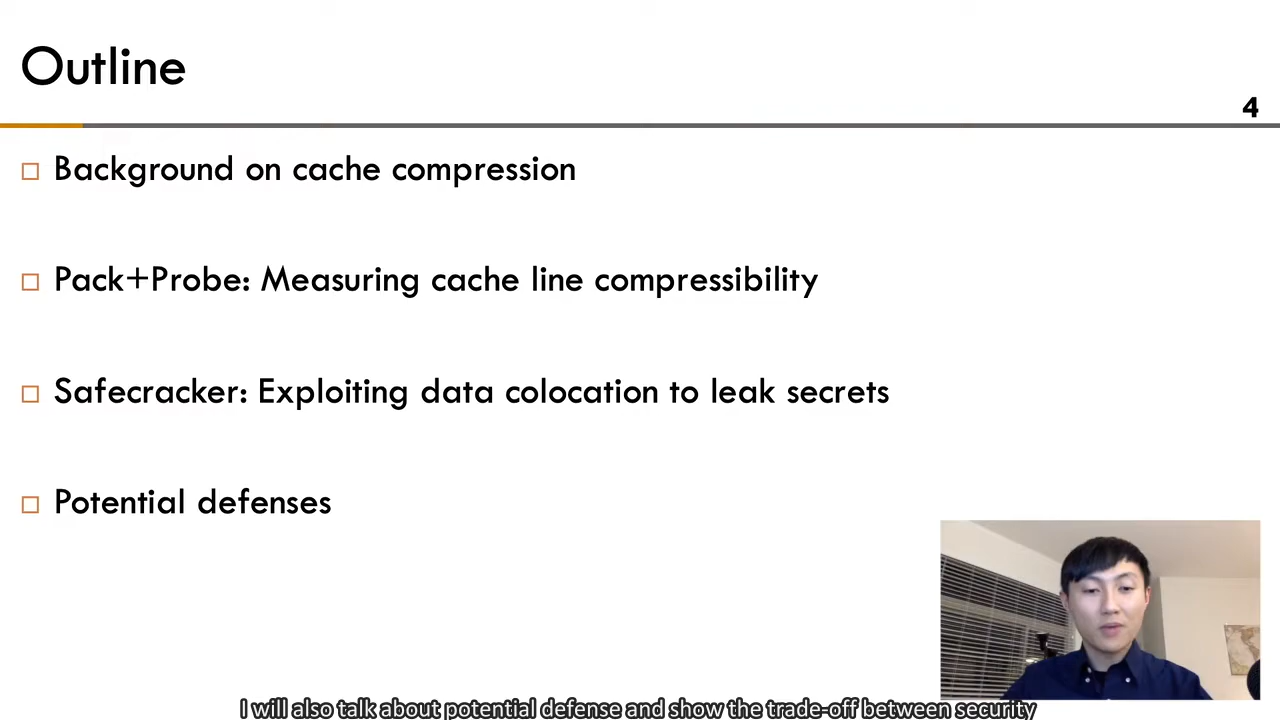 Outline
4
Background on cache compression
Pack+Probe: Measuring cache line compressibility
Safecracker: Exploiting data colocation to leak secrets
Potential defenses
I will also talk about potential defense and show the trade-off between security